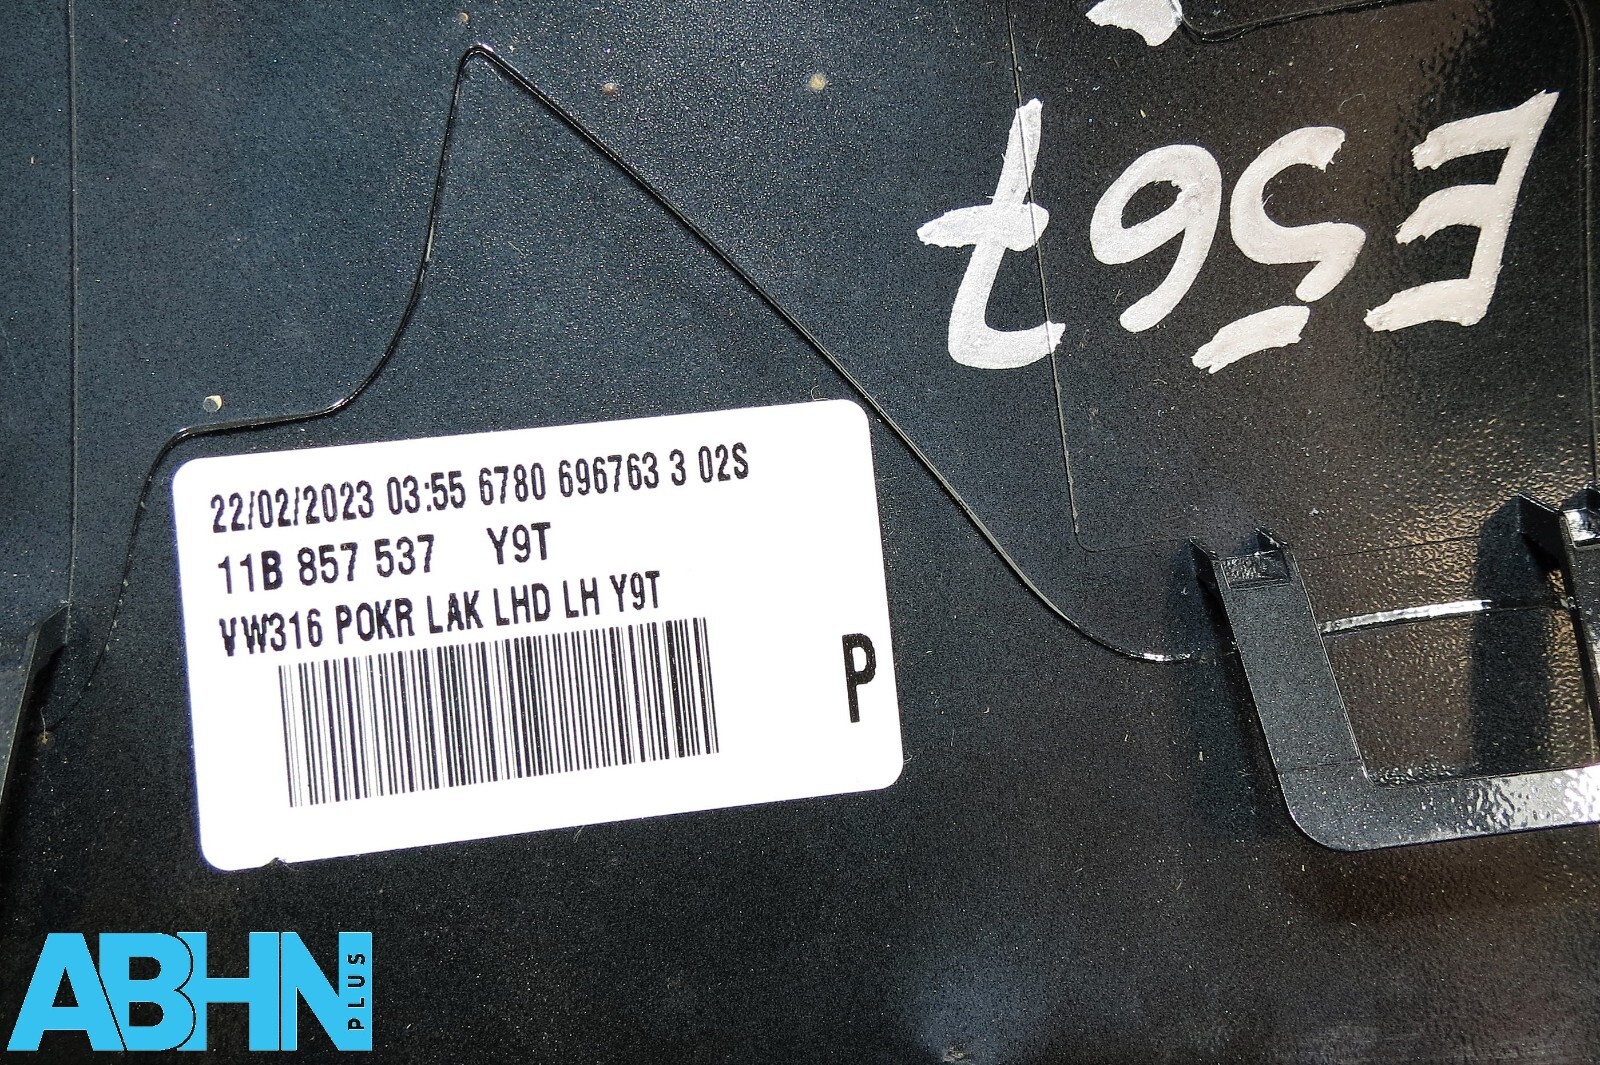 E567
22/02/2023 03:55 6780 696763 3 02S
11B 857 537 Y9T
VW316 POKR LAK LHD LH Y9T
P
ABHN PLUS